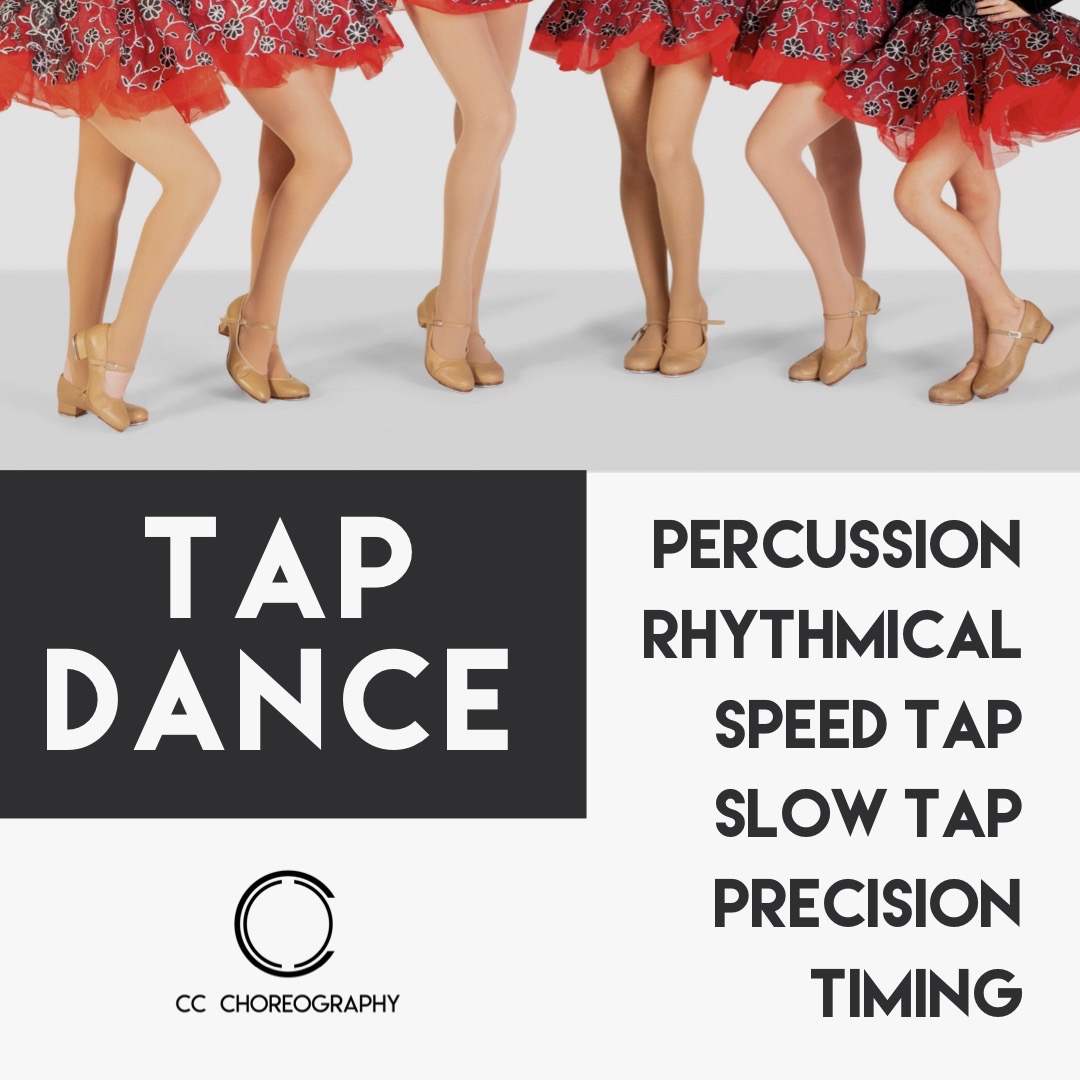 TAP
DANCE
PERCUSSION
RHYTHMICAL
SPEED TAP
SLOW TAP
PRECISION
TIMING
CC CHOREOGRAPHY